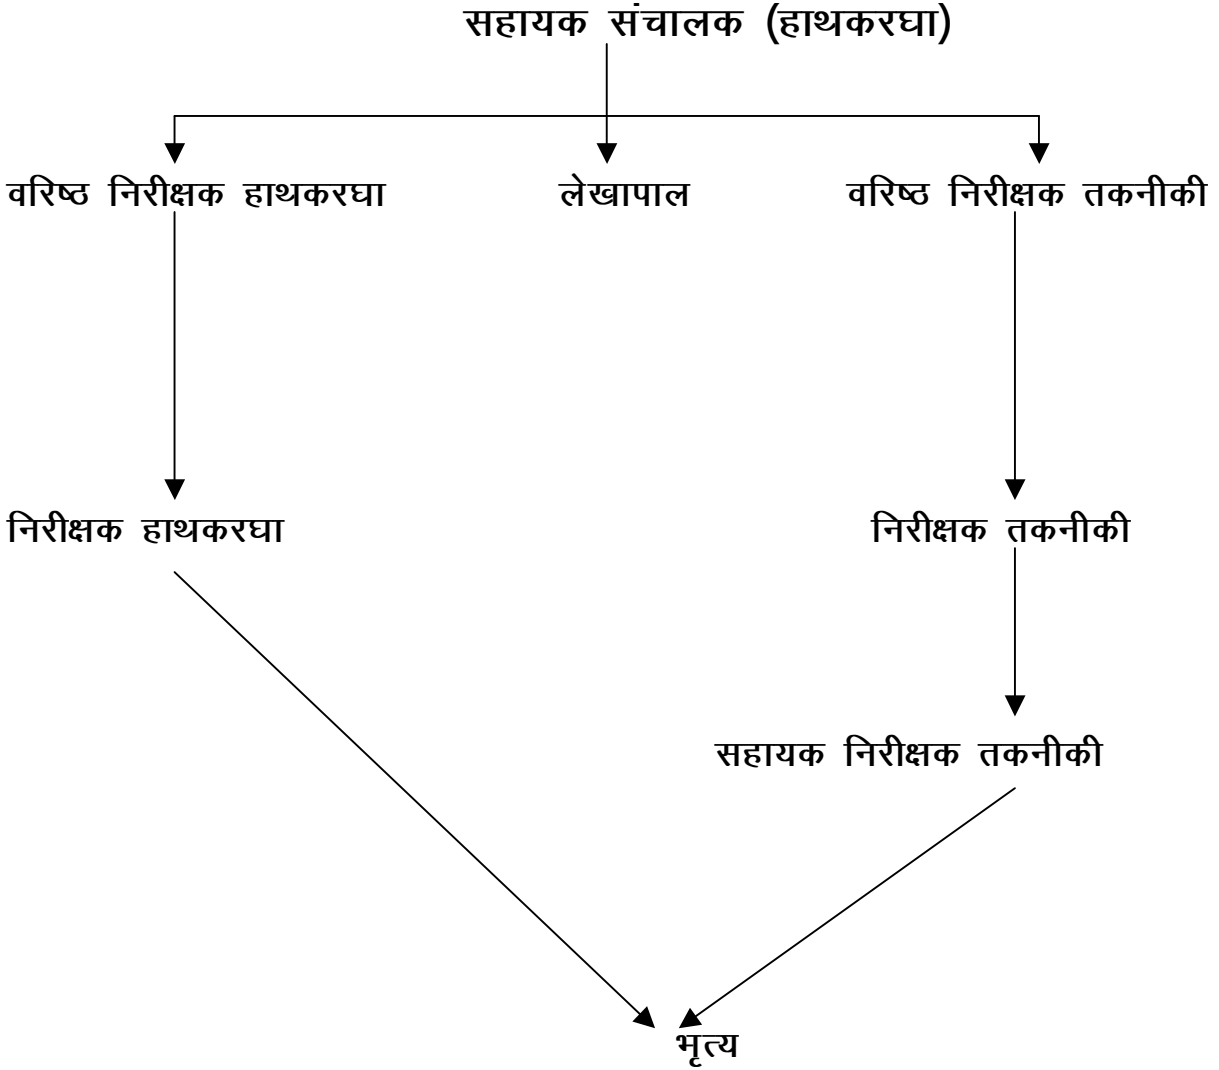 सहायक संचालक (हाथकरघा)
वरिष्ठ निरीक्षक हाथकरघा लेखापाल वरिष्ठ निरीक्षक तकनीकी
निरीक्षक हाथकरघा निरीक्षक तकनीकी
सहायक निरीक्षक तकनीकी
भृत्य